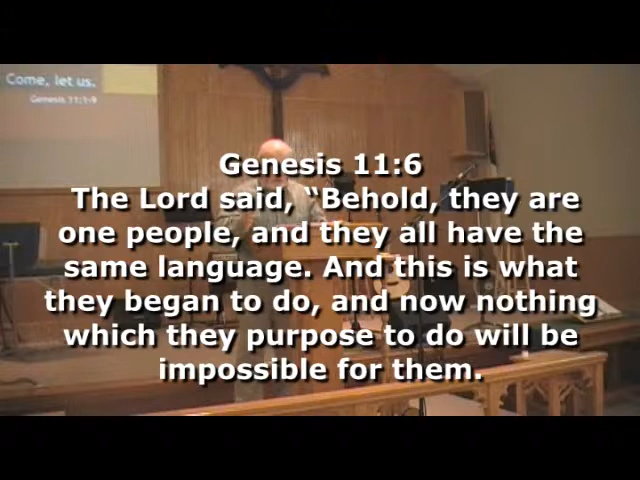 Come, let us.
Genesis 11:1-9
Genesis 11:6
The Lord said, “Behold, they are
one people, and they all have the
same language. And this is what
they began to do, and now nothing
which they purpose to do will be
impossible for them.